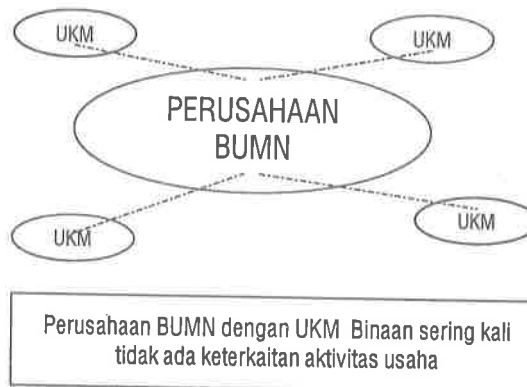 UKM
UKM
PERUSAHAAN
BUMN
UKM
UKM
Perusahaan BUMN dengan UKM Binaan sering kali
tidak ada keterkaitan aktivitas usaha